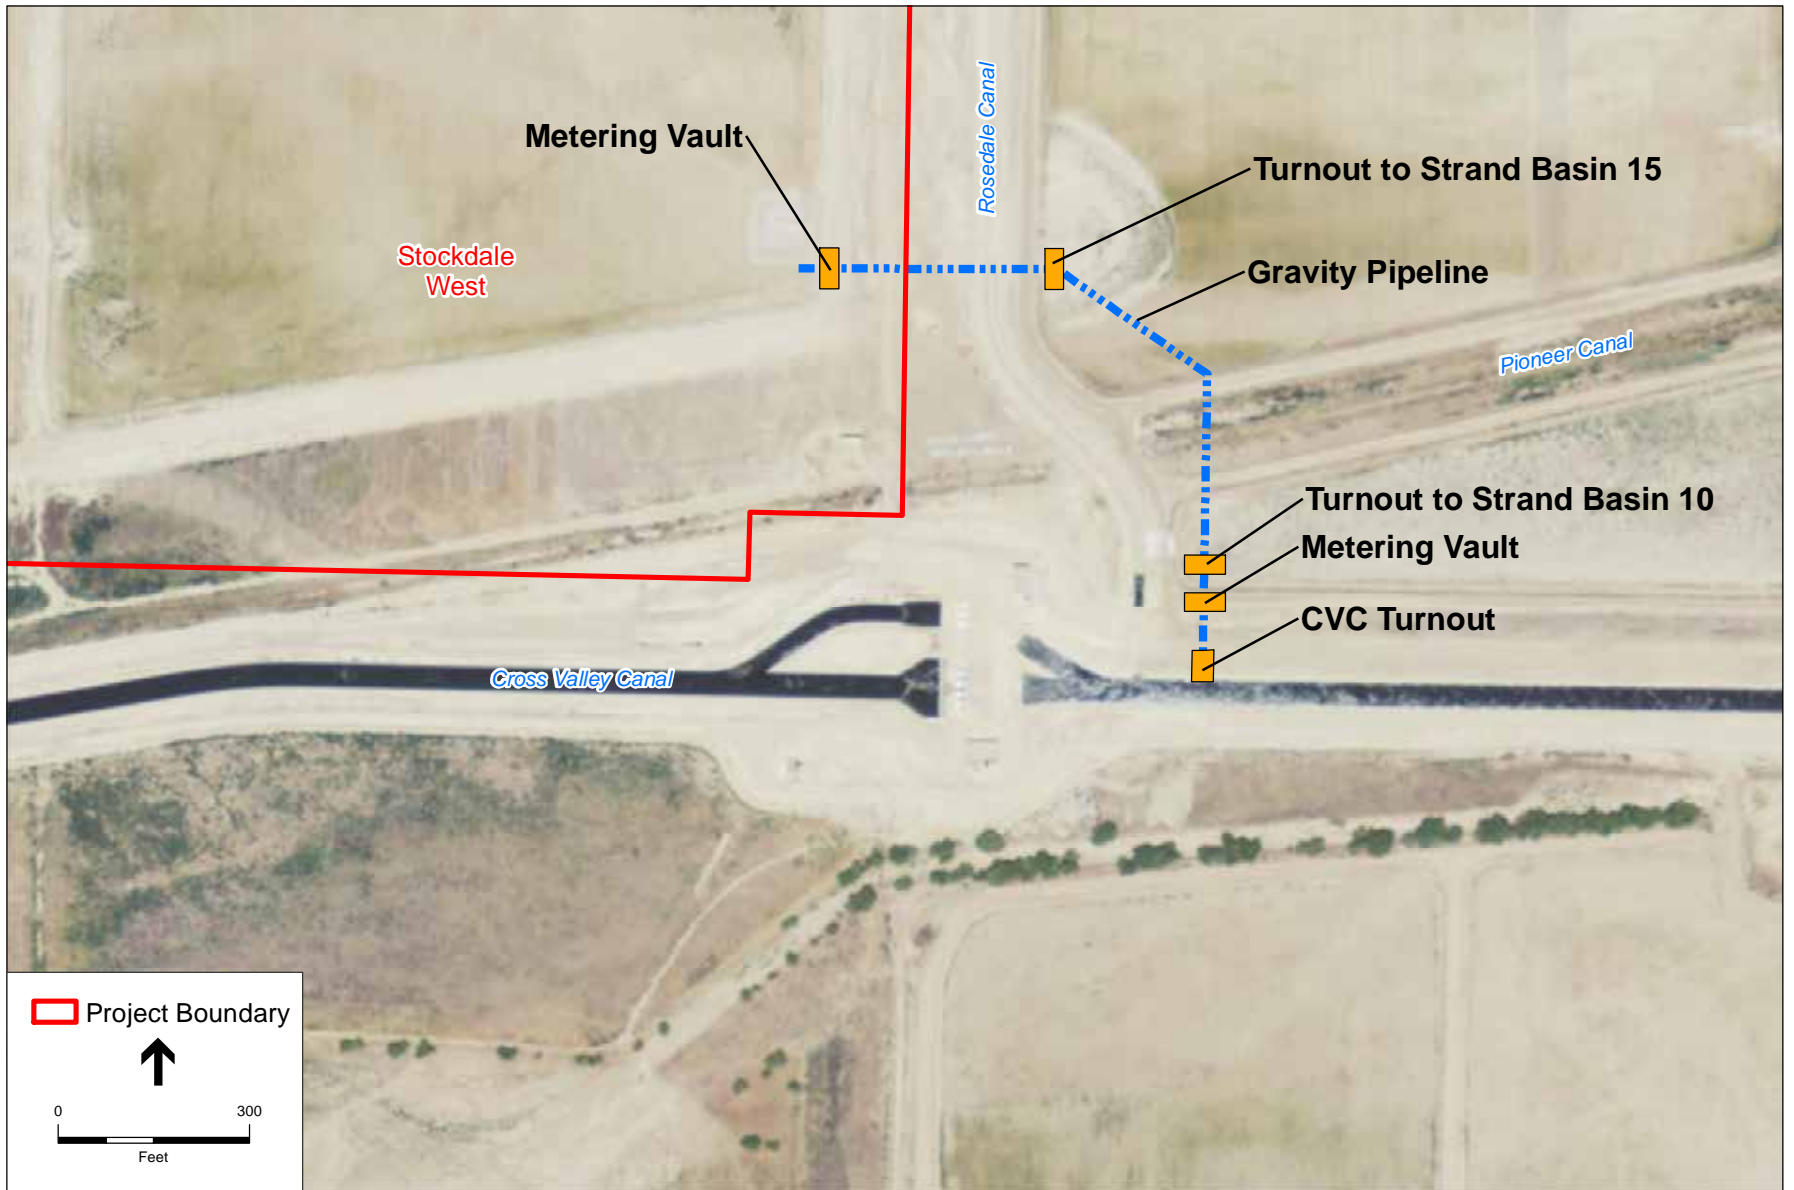 Rosedale Canal
Metering Vault
Turnout to Strand Basin 15
Stockdale
West
Gravity Pipeline
Pioneer Canal
Turnout to Strand Basin 10
Metering Vault
CVC Turnout
Cross Valley Canal
Project Boundary
0 300
Feet